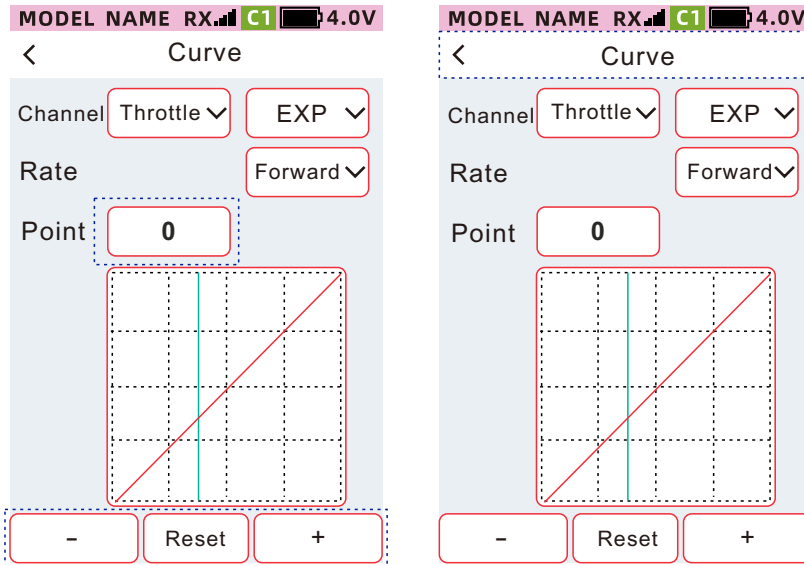 MODEL NAME RX C1 4.0V
Curve
Channel Throttle EXP
Rate Forward
Point 0
- Reset +
MODEL NAME RX C1 4.0V
Curve
Channel Throttle EXP
Rate Forward
Point 0
- Reset +